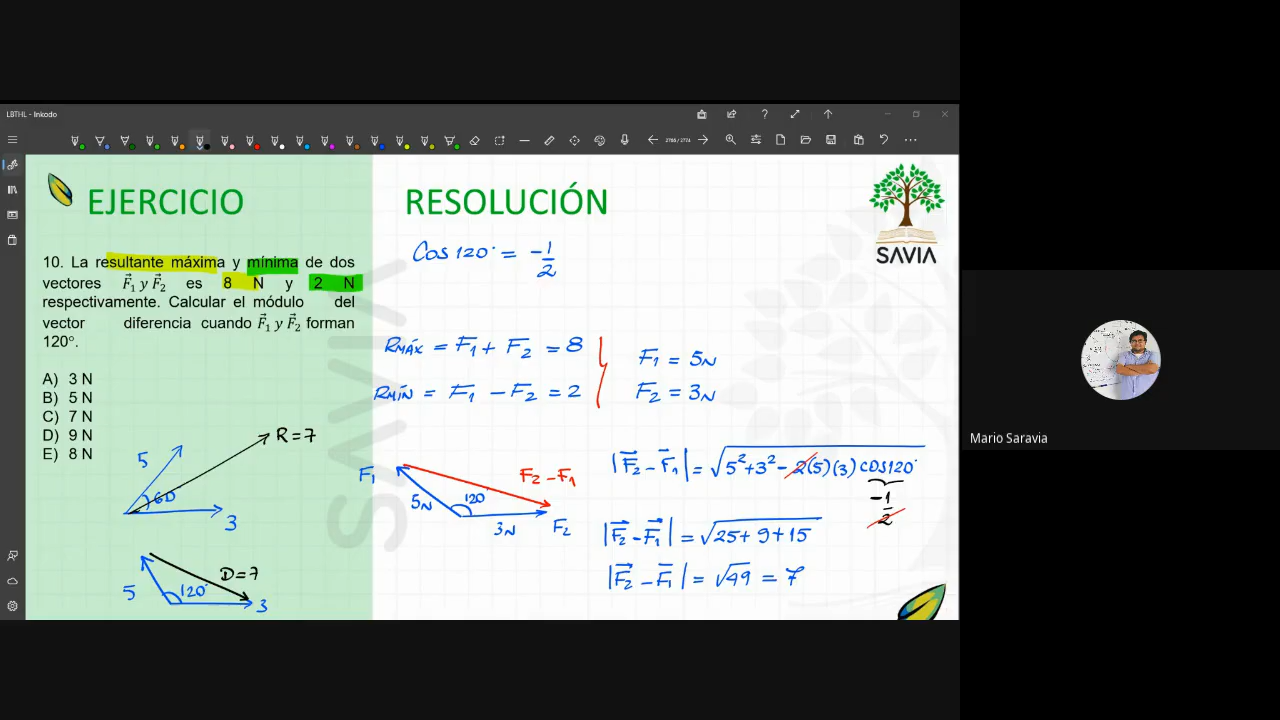 LBTHL - Inkodo
?
2766 / 2774
EJERCICIO
RESOLUCIÓN
SAVIA
10. La resultante máxima y mínima de dos
vectores F⃗₁ y F⃗₂ es 8 N y 2 N
respectivamente. Calcular el módulo del
vector diferencia cuando F⃗₁ y F⃗₂ forman
120°.
A) 3 N
B) 5 N
C) 7 N
D) 9 N
E) 8 N
5
R = 7
60°
3
5
120°
D = 7
3
SAVIA
SAVIA
Cos 120° = -1/2
RMÁX = F₁ + F₂ = 8
RMÍN = F₁ - F₂ = 2
F₁ = 5N
F₂ = 3N
F₁
5N
120°
3N
F₂
F₂ - F₁
|F⃗₂ - F⃗₁| = √5² + 3² - 2(5)(3) cos120°
-1/2
|F⃗₂ - F⃗₁| = √25 + 9 + 15
|F⃗₂ - F⃗₁| = √49 = 7
Mario Saravia